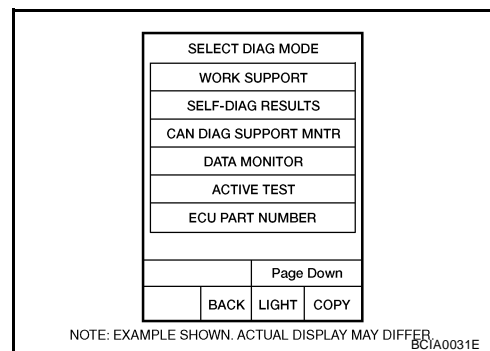 SELECT DIAG MODE
WORK SUPPORT
SELF-DIAG RESULTS
CAN DIAG SUPPORT MNTR
DATA MONITOR
ACTIVE TEST
ECU PART NUMBER
Page Down
BACK LIGHT COPY
NOTE: EXAMPLE SHOWN. ACTUAL DISPLAY MAY DIFFER.
BCIA0031E